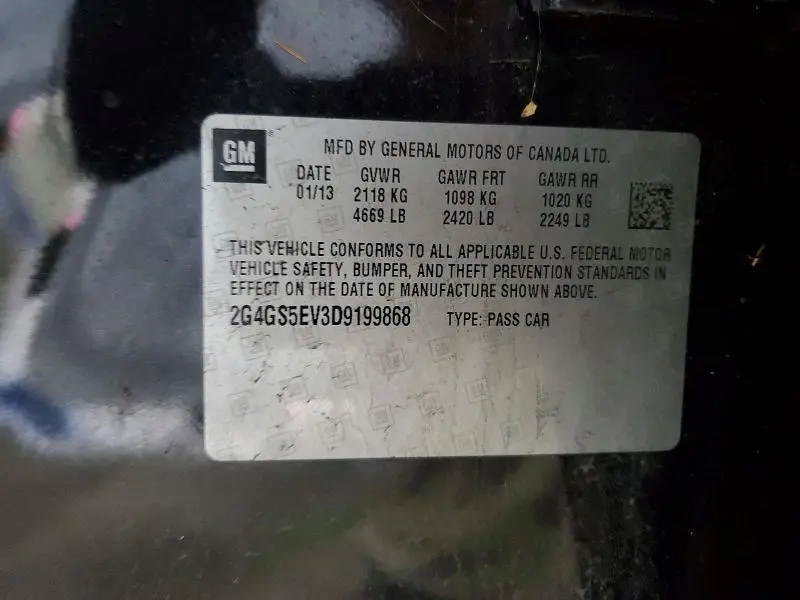 GM
MFD BY GENERAL MOTORS OF CANADA LTD.
DATE GVWR GAWR FRT GAWR RR
01/13 2118 KG 1098 KG 1020 KG
4669 LB 2420 LB 2249 LB
THIS VEHICLE CONFORMS TO ALL APPLICABLE U.S. FEDERAL MOTOR
VEHICLE SAFETY, BUMPER, AND THEFT PREVENTION STANDARDS IN
EFFECT ON THE DATE OF MANUFACTURE SHOWN ABOVE.
2G4GS5EV3D9199868 TYPE: PASS CAR